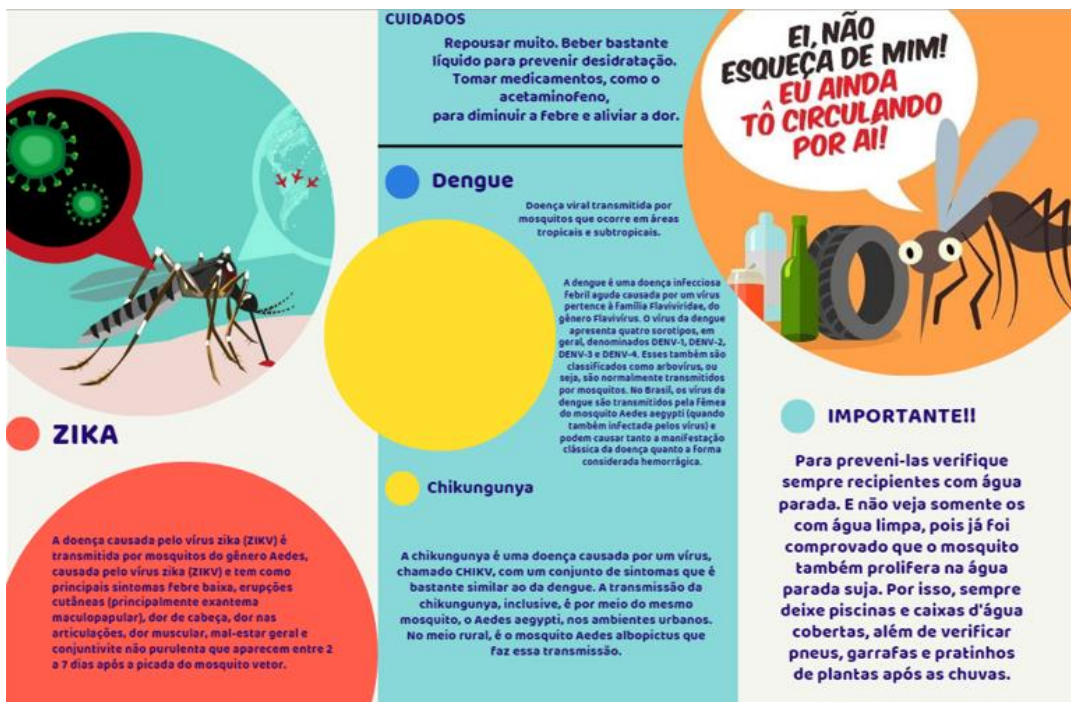 ZIKA
A doença causada pelo vírus zika (ZIKV) é
transmitida por mosquitos do gênero Aedes,
causada pelo vírus zika (ZIKV) e tem como
principais sintomas febre baixa, erupções
cutâneas (principalmente exantema
maculopapular), dor de cabeça, dor nas
articulações, dor muscular, mal-estar geral e
conjuntivite não purulenta que aparecem entre 2
a 7 dias após a picada do mosquito vetor.
CUIDADOS
Repousar muito. Beber bastante
líquido para prevenir desidratação.
Tomar medicamentos, como o
acetaminofeno,
para diminuir a febre e aliviar a dor.
Dengue
Doença viral transmitida por
mosquitos que ocorre em áreas
tropicais e subtropicais.
A dengue é uma doença infecciosa
febril aguda causada por um vírus
pertence à família Flaviviridae, do
gênero Flavivírus. O vírus da dengue
apresenta quatro sorotipos, em
geral, denominados DENV-1, DENV-2,
DENV-3 e DENV-4. Esses também são
classificados como arbovírus, ou
seja, são normalmente transmitidos
por mosquitos. No Brasil, os vírus da
dengue são transmitidos pela fêmea
do mosquito Aedes aegypti (quando
também infectada pelos vírus) e
podem causar tanto a manifestação
clássica da doença quanto a forma
considerada hemorrágica.
Chikungunya
A chikungunya é uma doença causada por um vírus,
chamado CHIKV, com um conjunto de sintomas que é
bastante similar ao da dengue. A transmissão da
chikungunya, inclusive, é por meio do mesmo
mosquito, o Aedes aegypti, nos ambientes urbanos.
No meio rural, é o mosquito Aedes albopictus que
faz essa transmissão.
EI, NÃO
ESQUEÇA DE MIM!
EU AINDA
TÔ CIRCULANDO
POR AÍ!
IMPORTANTE!!
Para preveni-las verifique
sempre recipientes com água
parada. E não veja somente os
com água limpa, pois já foi
comprovado que o mosquito
também prolifera na água
parada suja. Por isso, sempre
deixe piscinas e caixas d'água
cobertas, além de verificar
pneus, garrafas e pratinhos
de plantas após as chuvas.